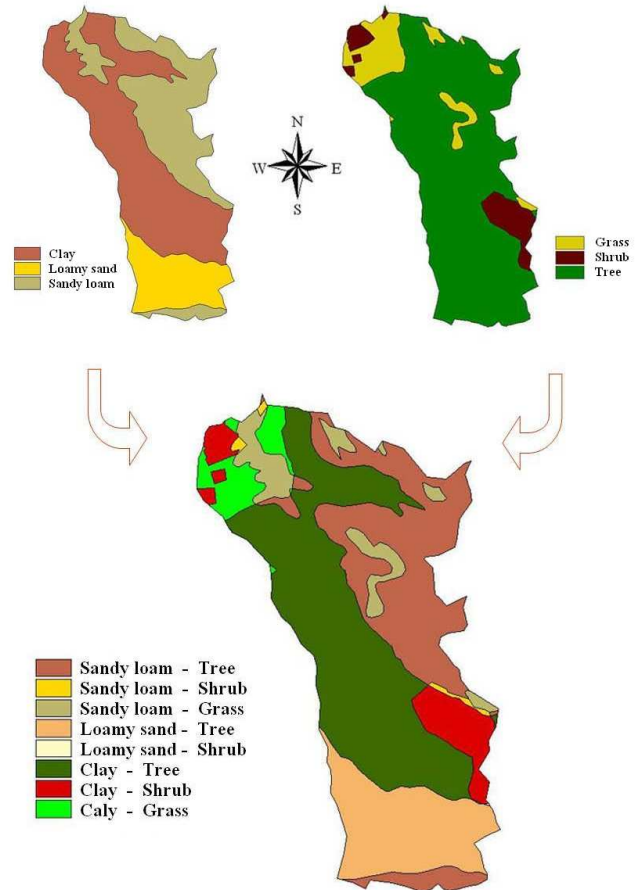 N
W E
S
Clay
Loamy sand
Sandy loam
Grass
Shrub
Tree
Sandy loam - Tree
Sandy loam - Shrub
Sandy loam - Grass
Loamy sand - Tree
Loamy sand - Shrub
Clay - Tree
Clay - Shrub
Caly - Grass